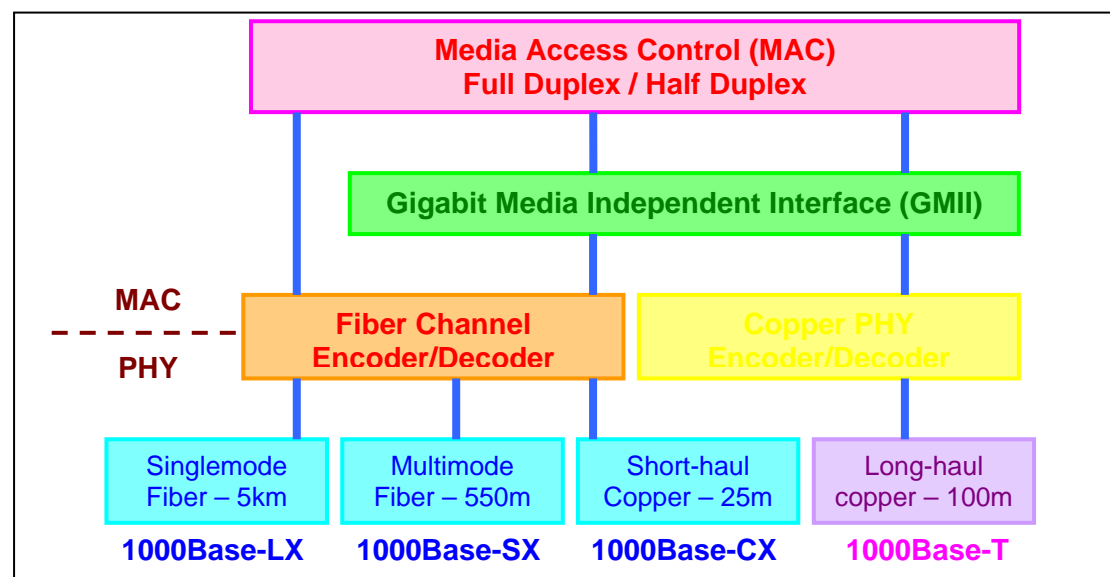 Media Access Control (MAC)
Full Duplex / Half Duplex
Gigabit Media Independent Interface (GMII)
MAC
PHY
Fiber Channel
Encoder/Decoder
Copper PHY
Encoder/Decoder
Singlemode
Fiber – 5km
Multimode
Fiber – 550m
Short-haul
Copper – 25m
Long-haul
copper – 100m
1000Base-LX
1000Base-SX
1000Base-CX
1000Base-T